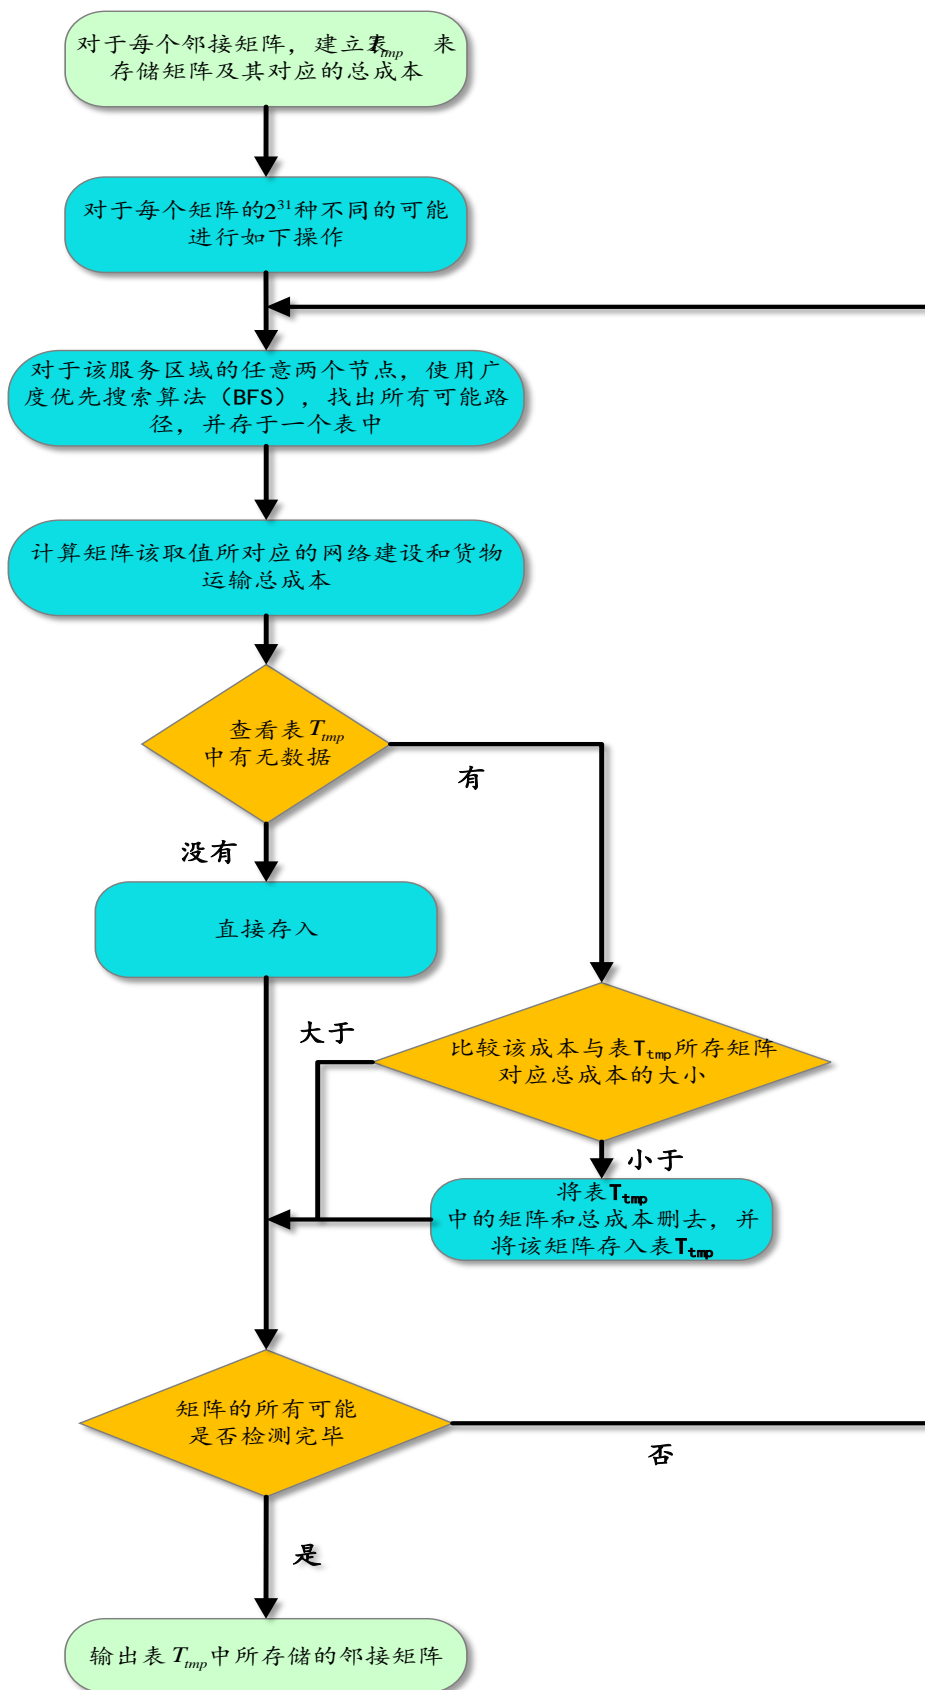 对于每个邻接矩阵，建立表T_tmp 来
存储矩阵及其对应的总成本
对于每个矩阵的2^31种不同的可能
进行如下操作
对于该服务区域的任意两个节点，使用广
度优先搜索算法（BFS），找出所有可能路
径，并存于一个表中
计算矩阵该取值所对应的网络建设和货物
运输总成本
查看表T_tmp
中有无数据
有
没有
直接存入
大于
比较该成本与表T_tmp所存矩阵
对应总成本的大小
小于
将表T_tmp
中的矩阵和总成本删去，并
将该矩阵存入表T_tmp
矩阵的所有可能
是否检测完毕
否
是
输出表T_tmp中所存储的邻接矩阵